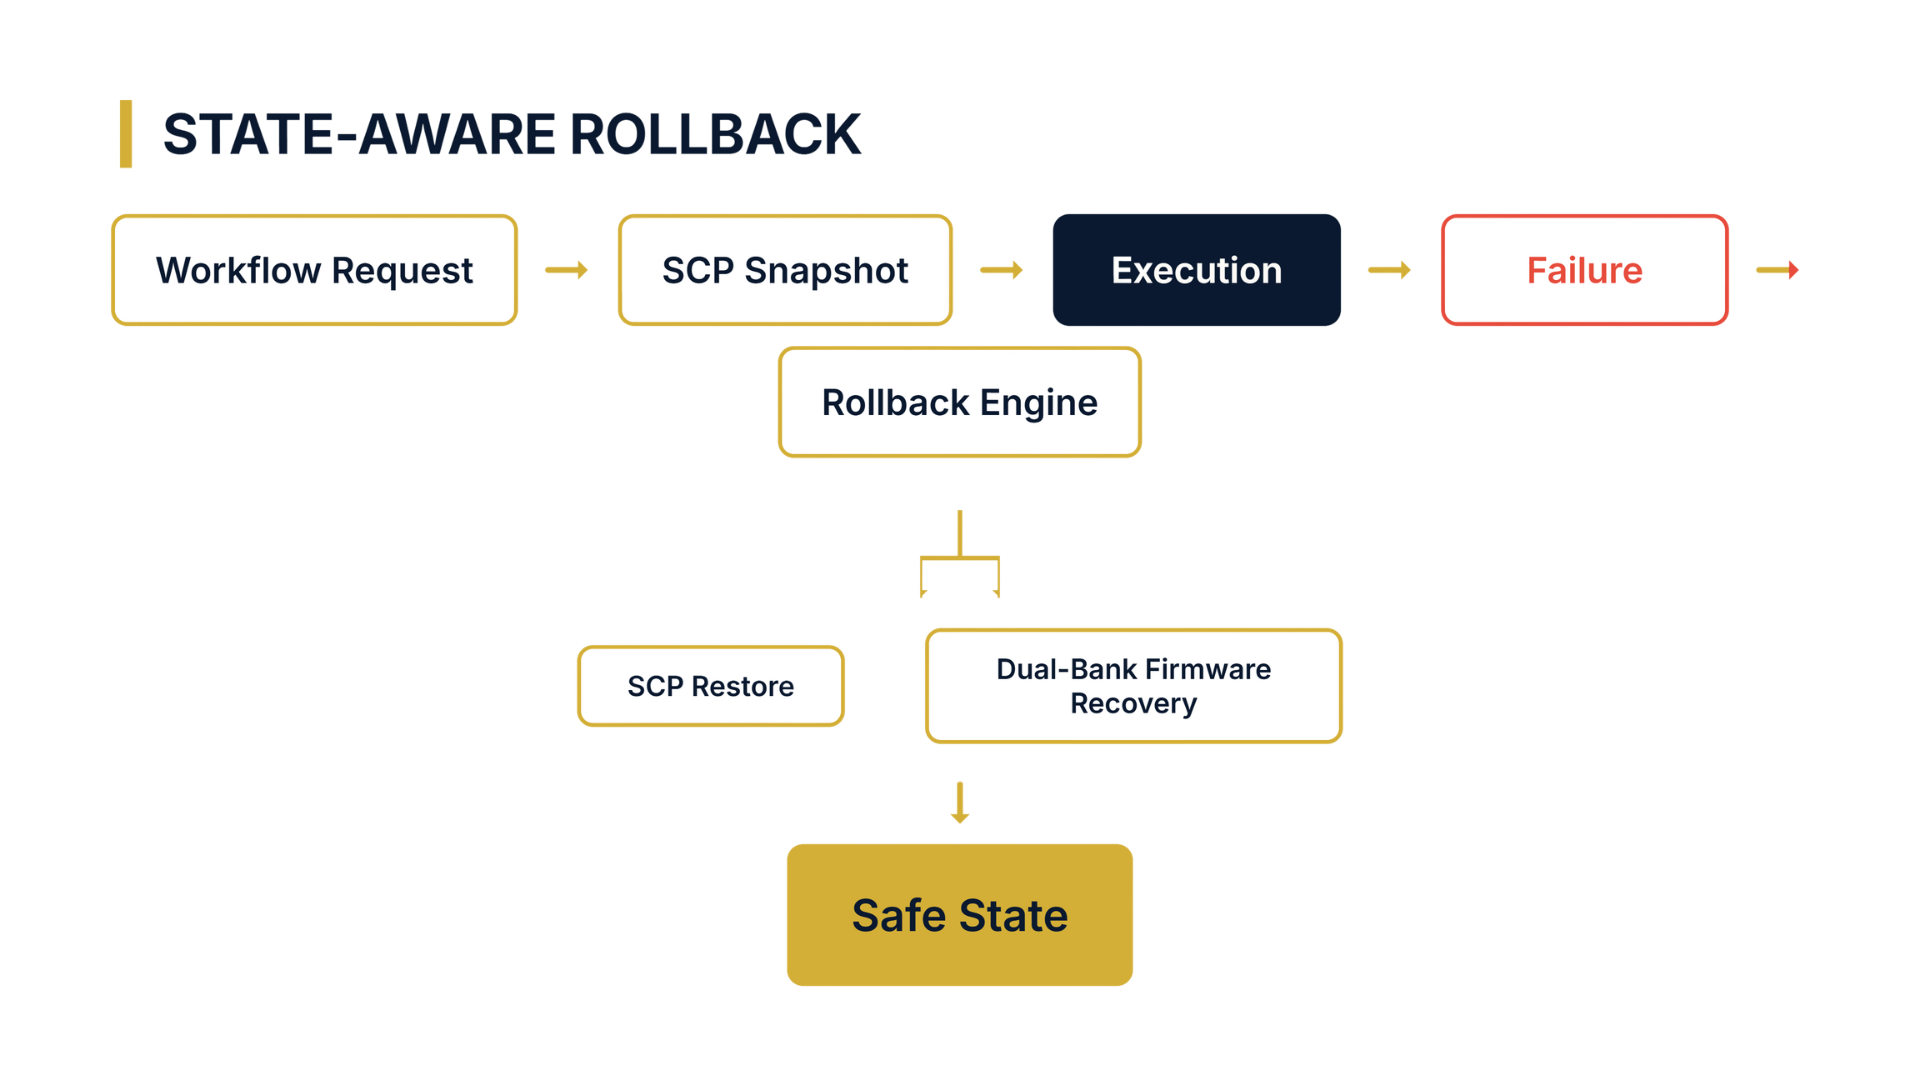 STATE-AWARE ROLLBACK
Workflow Request
SCP Snapshot
Execution
Failure
Rollback Engine
SCP Restore
Dual-Bank Firmware
Recovery
Safe State